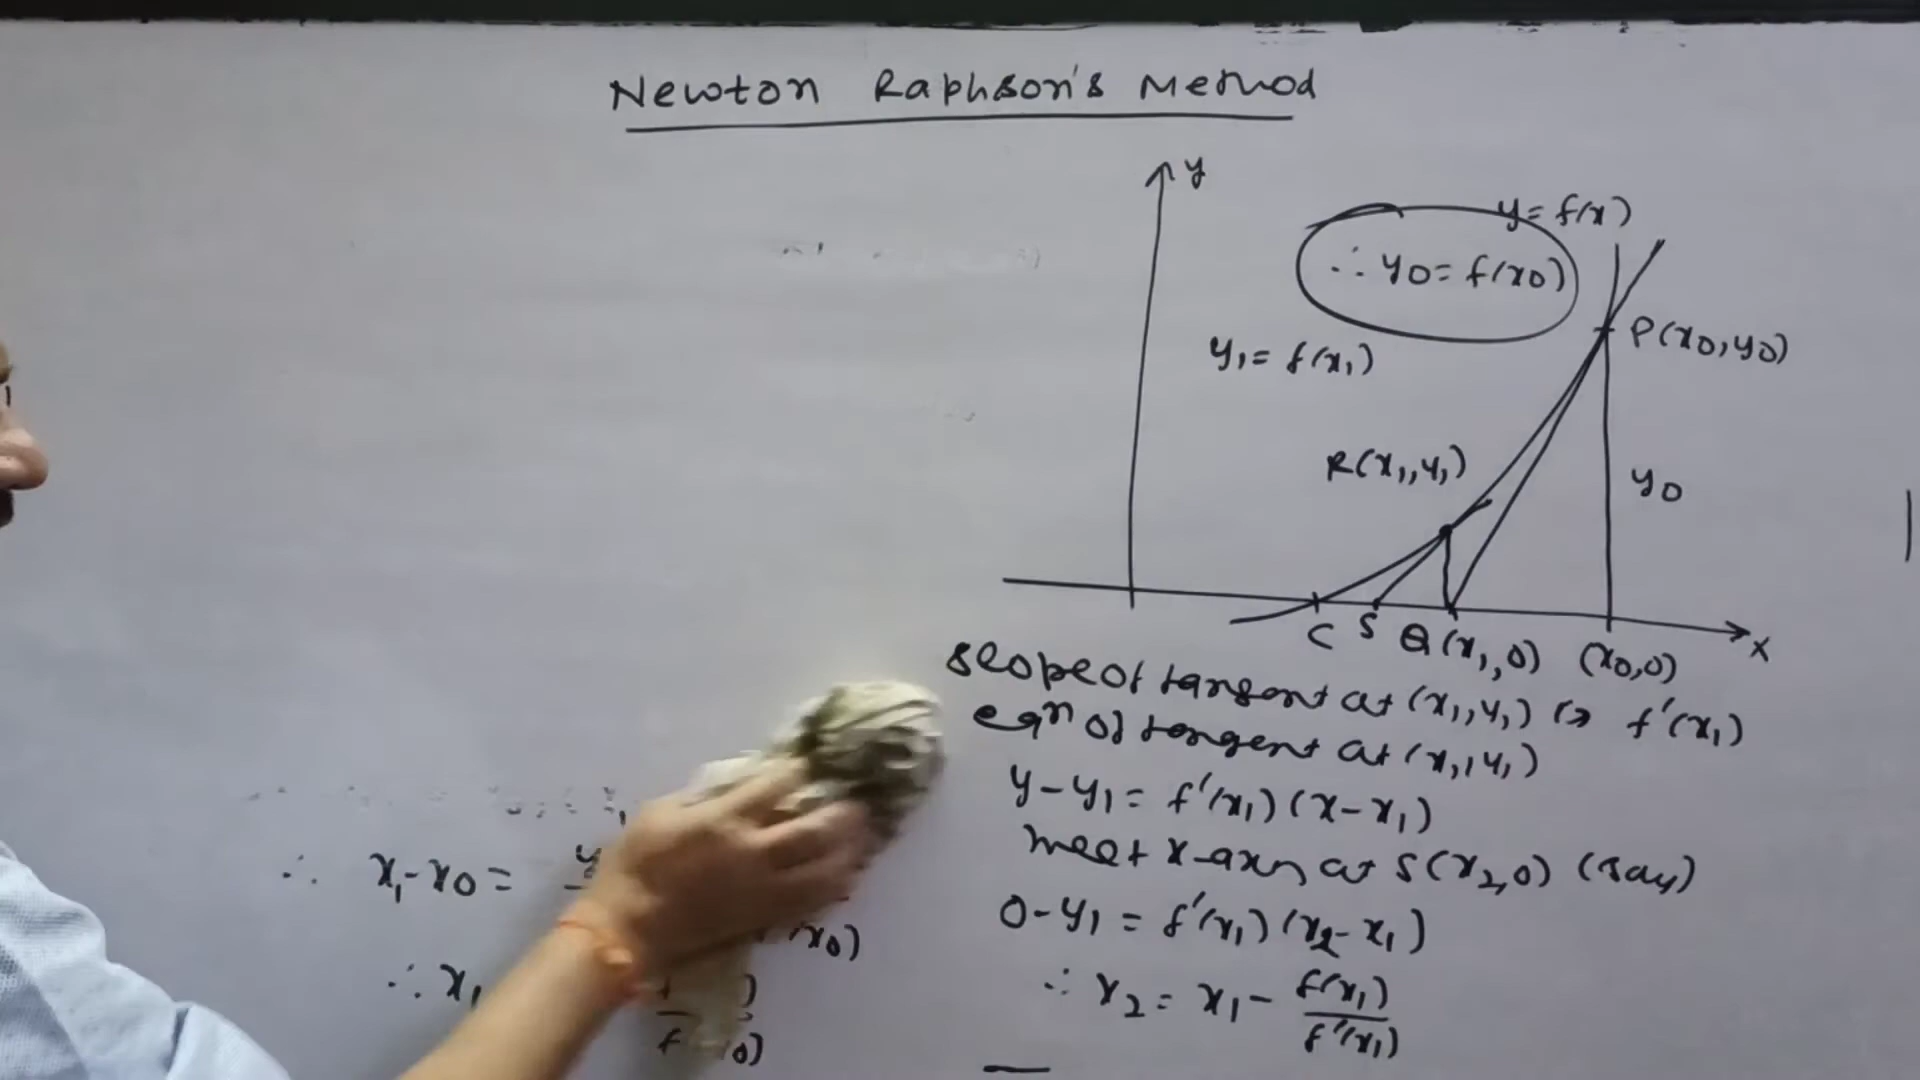 Newton Raphson's Method
y
y = f(x)
∴ y0 = f(x0)
y1 = f(x1)
P(x0, y0)
R(x1, y1)
y0
C S Q(x1, 0) (x0, 0) x
slope of tangent at (x1, y1) is f'(x1)
eqn of tangent at (x1, y1)
y - y1 = f'(x1) (x - x1)
meet x-axis at S(x2, 0) (say)
0 - y1 = f'(x1) (x2 - x1)
∴ x2 = x1 - f(x1) / f'(x1)
∴ x1 - x0 =
x0)
∴ x1